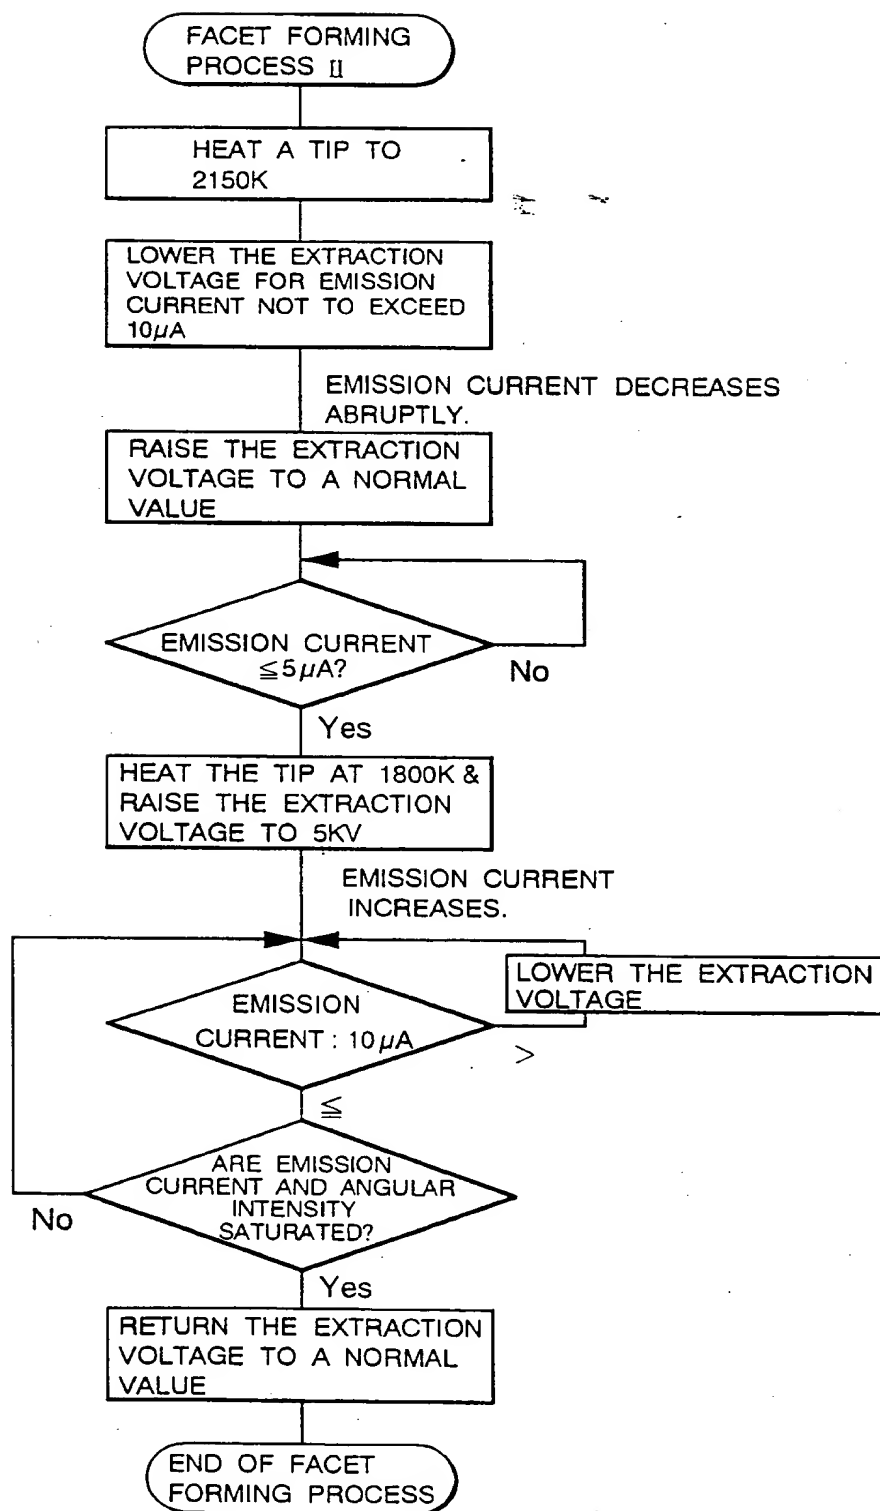 FACET FORMING
PROCESS II
HEAT A TIP TO
2150K
LOWER THE EXTRACTION
VOLTAGE FOR EMISSION
CURRENT NOT TO EXCEED
10μA
EMISSION CURRENT DECREASES
ABRUPTLY.
RAISE THE EXTRACTION
VOLTAGE TO A NORMAL
VALUE
EMISSION CURRENT
≦5μA?
No
Yes
HEAT THE TIP AT 1800K &
RAISE THE EXTRACTION
VOLTAGE TO 5KV
EMISSION CURRENT
INCREASES.
LOWER THE EXTRACTION
VOLTAGE
EMISSION
CURRENT : 10μA
>
≦
ARE EMISSION
CURRENT AND ANGULAR
INTENSITY
SATURATED?
No
Yes
RETURN THE EXTRACTION
VOLTAGE TO A NORMAL
VALUE
END OF FACET
FORMING PROCESS